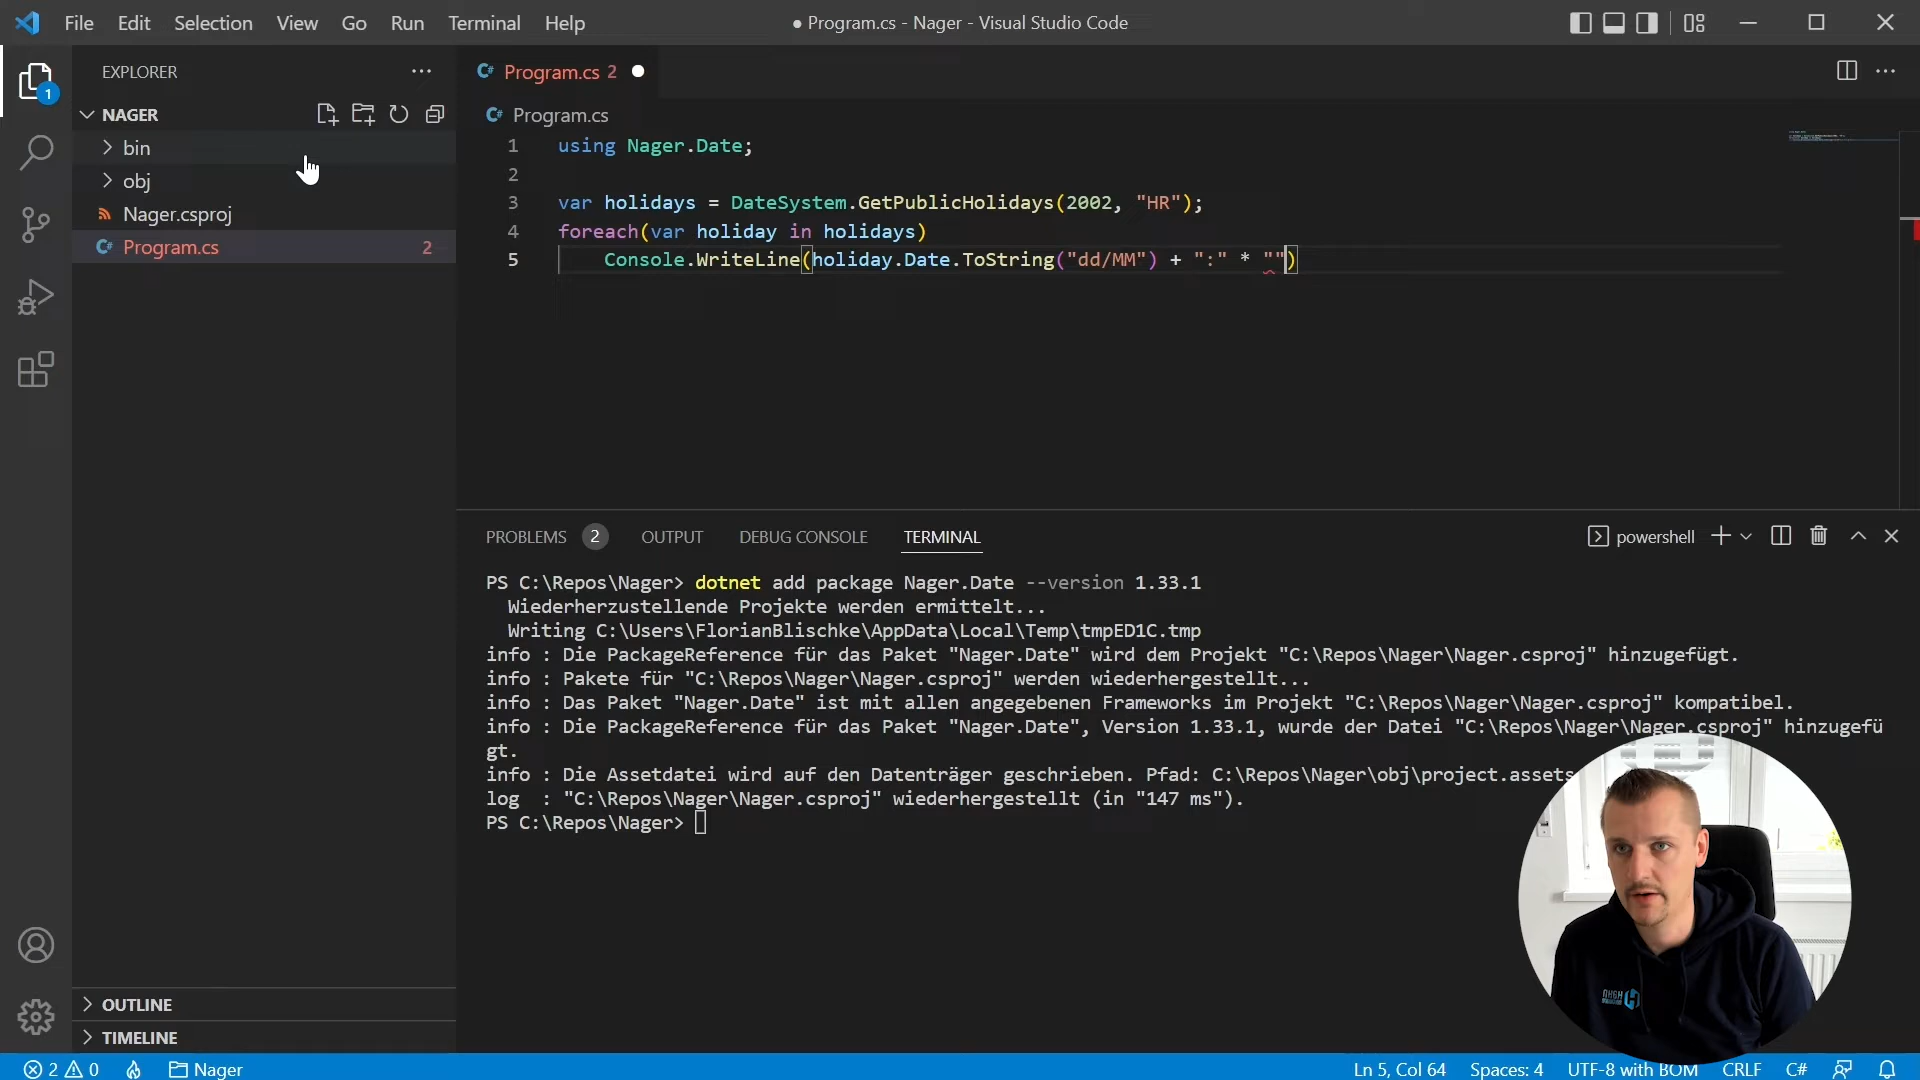 File Edit Selection View Go Run Terminal Help
● Program.cs - Nager - Visual Studio Code
EXPLORER
1
NAGER
bin
obj
Nager.csproj
Program.cs 2
OUTLINE
TIMELINE
Program.cs 2
Program.cs
1 using Nager.Date;
2
3 var holidays = DateSystem.GetPublicHolidays(2002, "HR");
4 foreach(var holiday in holidays)
5 Console.WriteLine(holiday.Date.ToString("dd/MM") + ":" * "")
PROBLEMS 2 OUTPUT DEBUG CONSOLE TERMINAL
powershell
PS C:\Repos\Nager> dotnet add package Nager.Date --version 1.33.1
Wiederherzustellende Projekte werden ermittelt...
Writing C:\Users\FlorianBlischke\AppData\Local\Temp\tmpED1C.tmp
info : Die PackageReference für das Paket "Nager.Date" wird dem Projekt "C:\Repos\Nager\Nager.csproj" hinzugefügt.
info : Pakete für "C:\Repos\Nager\Nager.csproj" werden wiederhergestellt...
info : Das Paket "Nager.Date" ist mit allen angegebenen Frameworks im Projekt "C:\Repos\Nager\Nager.csproj" kompatibel.
info : Die PackageReference für das Paket "Nager.Date", Version 1.33.1, wurde der Datei "C:\Repos\Nager\Nager.csproj" hinzugefü
gt.
info : Die Assetdatei wird auf den Datenträger geschrieben. Pfad: C:\Repos\Nager\obj\project.assets
log : "C:\Repos\Nager\Nager.csproj" wiederhergestellt (in "147 ms").
PS C:\Repos\Nager>
2 0 Nager
Ln 5, Col 64 Spaces: 4 UTF-8 with BOM CRLF C#